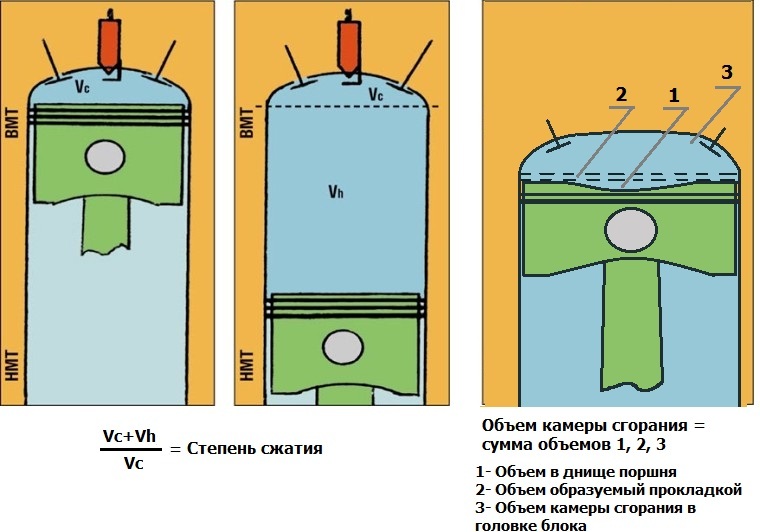 Vc
ВМТ
НМТ
Vc
ВМТ
Vh
НМТ
2
1
3
Vc+Vh
Vc
= Степень сжатия
Объем камеры сгорания =
сумма объемов 1, 2, 3
1- Объем в днище поршня
2- Объем образуемый прокладкой
3- Объем камеры сгорания в
головке блока